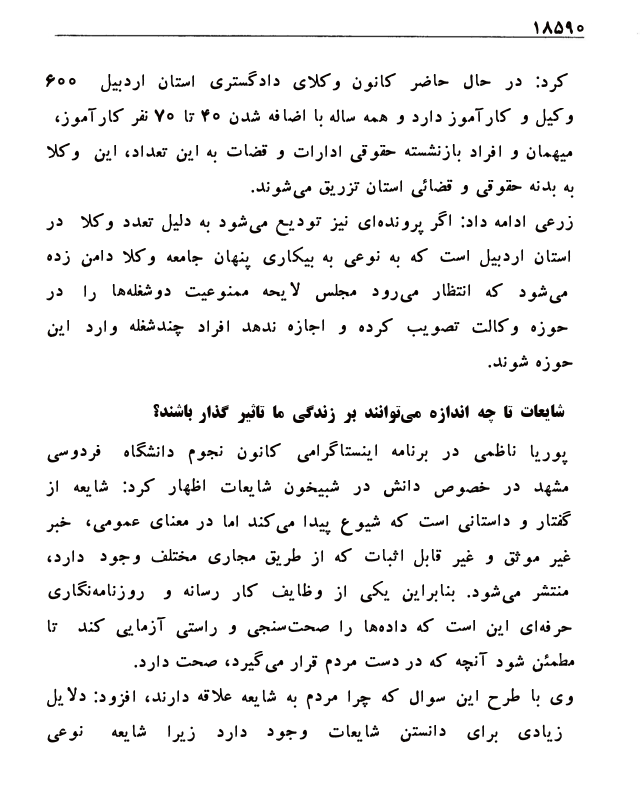 ۱۸۵۹۰
کرد: در حال حاضر کانون وکلای دادگستری استان اردبیل ۶۰۰
وکیل و کارآموز دارد و همه ساله با اضافه شدن ۴۰ تا ۷۰ نفر کارآموز،
میهمان و افراد بازنشسته حقوقی ادارات و قضات به این تعداد، این وکلا
به بدنه حقوقی و قضائی استان تزریق می‌شوند.
زرعی ادامه داد: اگر پرونده‌ای نیز تودیع می‌شود به دلیل تعدد وکلا در
استان اردبیل است که به نوعی به بیکاری پنهان جامعه وکلا دامن زده
می‌شود که انتظار می‌رود مجلس لایحه ممنوعیت دوشغله‌ها را در
حوزه وکالت تصویب کرده و اجازه ندهد افراد چندشغله وارد این
حوزه شوند.
شایعات تا چه اندازه می‌توانند بر زندگی ما تاثیر گذار باشند؟
پوریا ناظمی در برنامه اینستاگرامی کانون نجوم دانشگاه فردوسی
مشهد در خصوص دانش در شبیخون شایعات اظهار کرد: شایعه از
گفتار و داستانی است که شیوع پیدا می‌کند اما در معنای عمومی، خبر
غیر موثق و غیر قابل اثبات که از طریق مجاری مختلف وجود دارد،
منتشر می‌شود. بنابراین یکی از وظایف کار رسانه و روزنامه‌نگاری
حرفه‌ای این است که داده‌ها را صحت‌سنجی و راستی آزمایی کند تا
مطمئن شود آنچه که در دست مردم قرار می‌گیرد، صحت دارد.
وی با طرح این سوال که چرا مردم به شایعه علاقه دارند، افزود: دلایل
زیادی برای دانستن شایعات وجود دارد زیرا شایعه نوعی